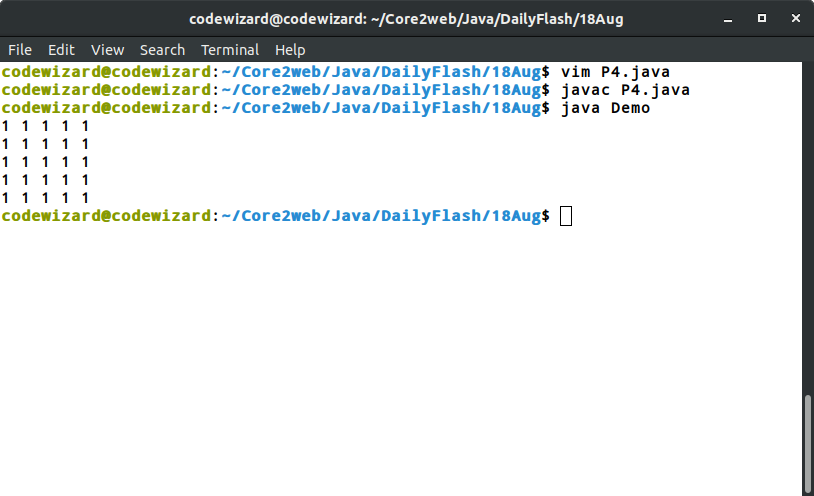 codewizard@codewizard: ~/Core2web/Java/DailyFlash/18Aug
File Edit View Search Terminal Help
codewizard@codewizard:~/Core2web/Java/DailyFlash/18Aug$ vim P4.java
codewizard@codewizard:~/Core2web/Java/DailyFlash/18Aug$ javac P4.java
codewizard@codewizard:~/Core2web/Java/DailyFlash/18Aug$ java Demo
1 1 1 1 1
1 1 1 1 1
1 1 1 1 1
1 1 1 1 1
1 1 1 1 1
codewizard@codewizard:~/Core2web/Java/DailyFlash/18Aug$